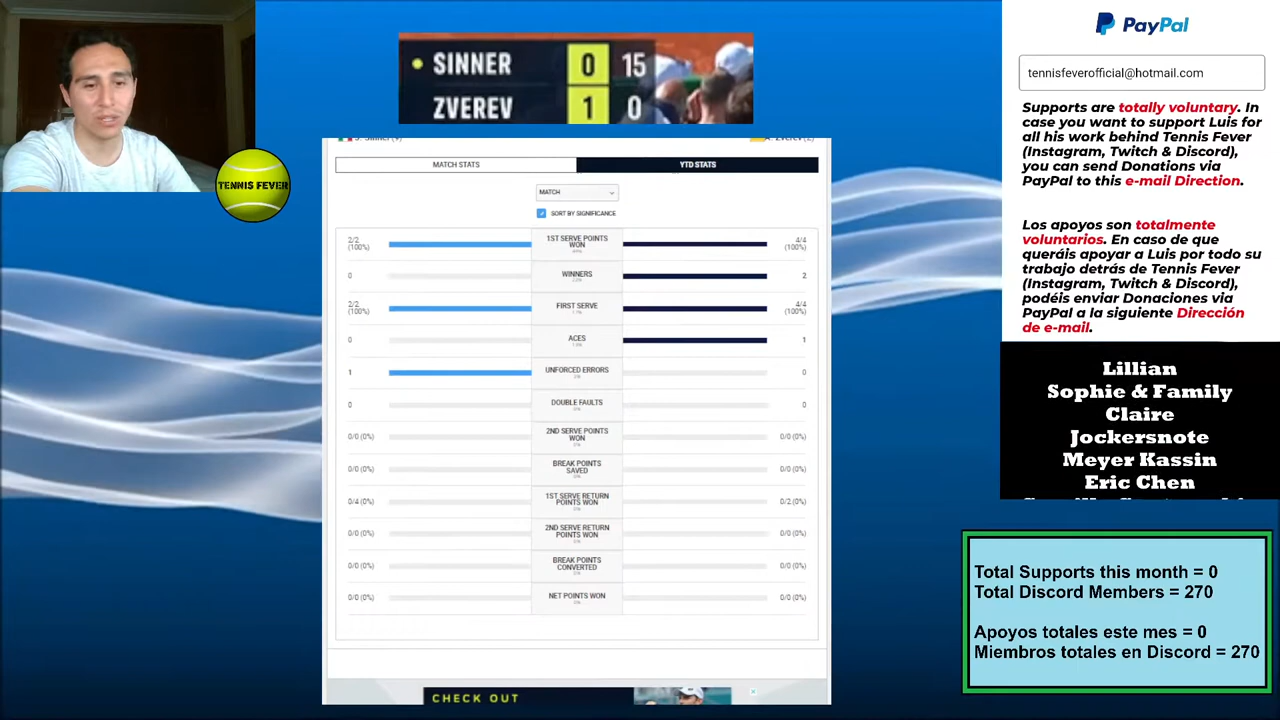 SINNER 0 15
ZVEREV 1 0
TENNIS FEVER
MATCH STATS YTD STATS
MATCH
SORT BY SIGNIFICANCE
2/2 (100%) 1ST SERVE POINTS WON 4/4 (100%)
0 WINNERS 2
2/2 (100%) FIRST SERVE 4/4 (100%)
0 ACES 1
1 UNFORCED ERRORS 0
0 DOUBLE FAULTS 0
0/0 (0%) 2ND SERVE POINTS WON 0/0 (0%)
0/0 (0%) BREAK POINTS SAVED 0/0 (0%)
0/4 (0%) 1ST SERVE RETURN POINTS WON 0/2 (0%)
0/0 (0%) 2ND SERVE RETURN POINTS WON 0/0 (0%)
0/0 (0%) BREAK POINTS CONVERTED 0/0 (0%)
0/0 (0%) NET POINTS WON 0/0 (0%)
CHECK OUT
PayPal
tennisfeverofficial@hotmail.com
Supports are totally voluntary. In
case you want to support Luis for
all his work behind Tennis Fever
(Instagram, Twitch & Discord),
you can send Donations via
PayPal to this e-mail Direction.
Los apoyos son totalmente
voluntarios. En caso de que
queráis apoyar a Luis por todo su
trabajo detrás de Tennis Fever
(Instagram, Twitch & Discord),
podéis enviar Donaciones via
PayPal a la siguiente Dirección
de e-mail.
Lillian
Sophie & Family
Claire
Jockersnote
Meyer Kassin
Eric Chen
Total Supports this month = 0
Total Discord Members = 270
Apoyos totales este mes = 0
Miembros totales en Discord = 270